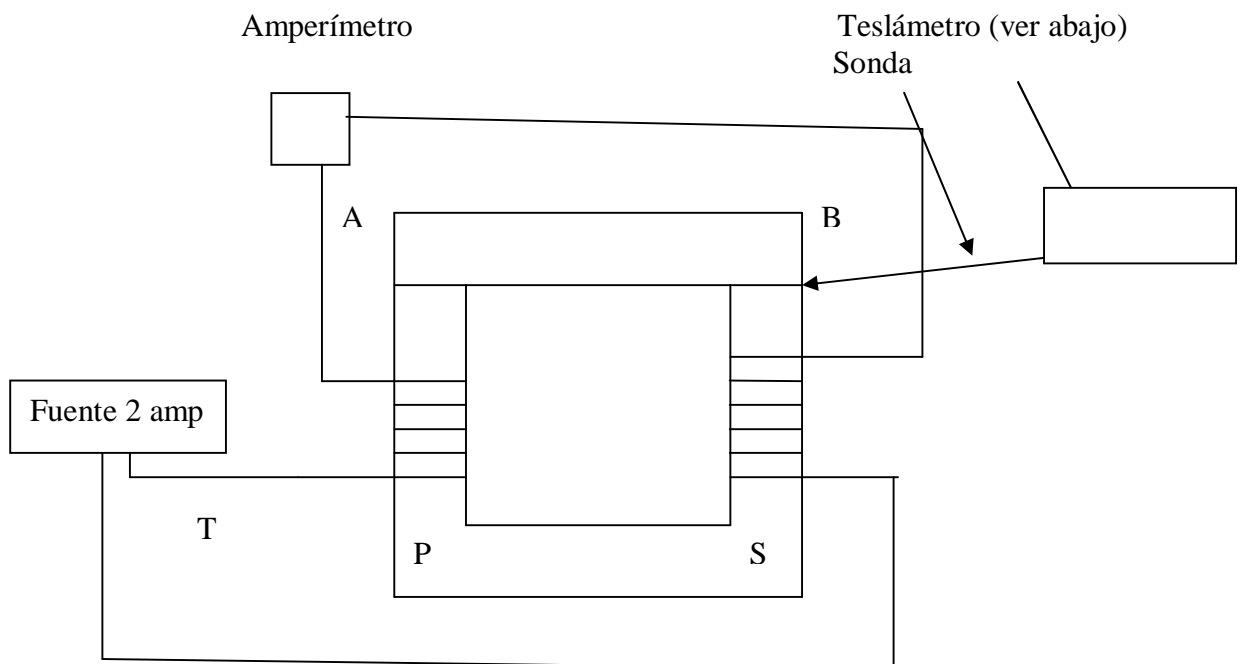 Amperímetro
Teslámetro (ver abajo)
Sonda
A
B
Fuente 2 amp
T
P
S